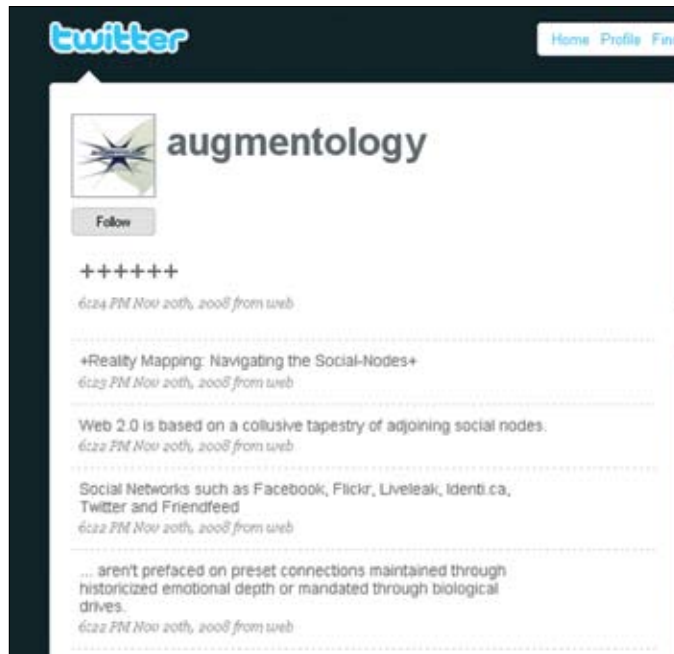 twitter
Home Profile
augmentology
Follow
++++++
6:24 PM Nov 20th, 2008 from web
+Reality Mapping: Navigating the Social-Nodes+
6:23 PM Nov 20th, 2008 from web
Web 2.0 is based on a collusive tapestry of adjoining social nodes.
6:22 PM Nov 20th, 2008 from web
Social Networks such as Facebook, Flickr, Liveleak, Identi.ca,
Twitter and Friendfeed
6:22 PM Nov 20th, 2008 from web
... aren't prefaced on preset connections maintained through
historicized emotional depth or mandated through biological
drives.
6:22 PM Nov 20th, 2008 from web